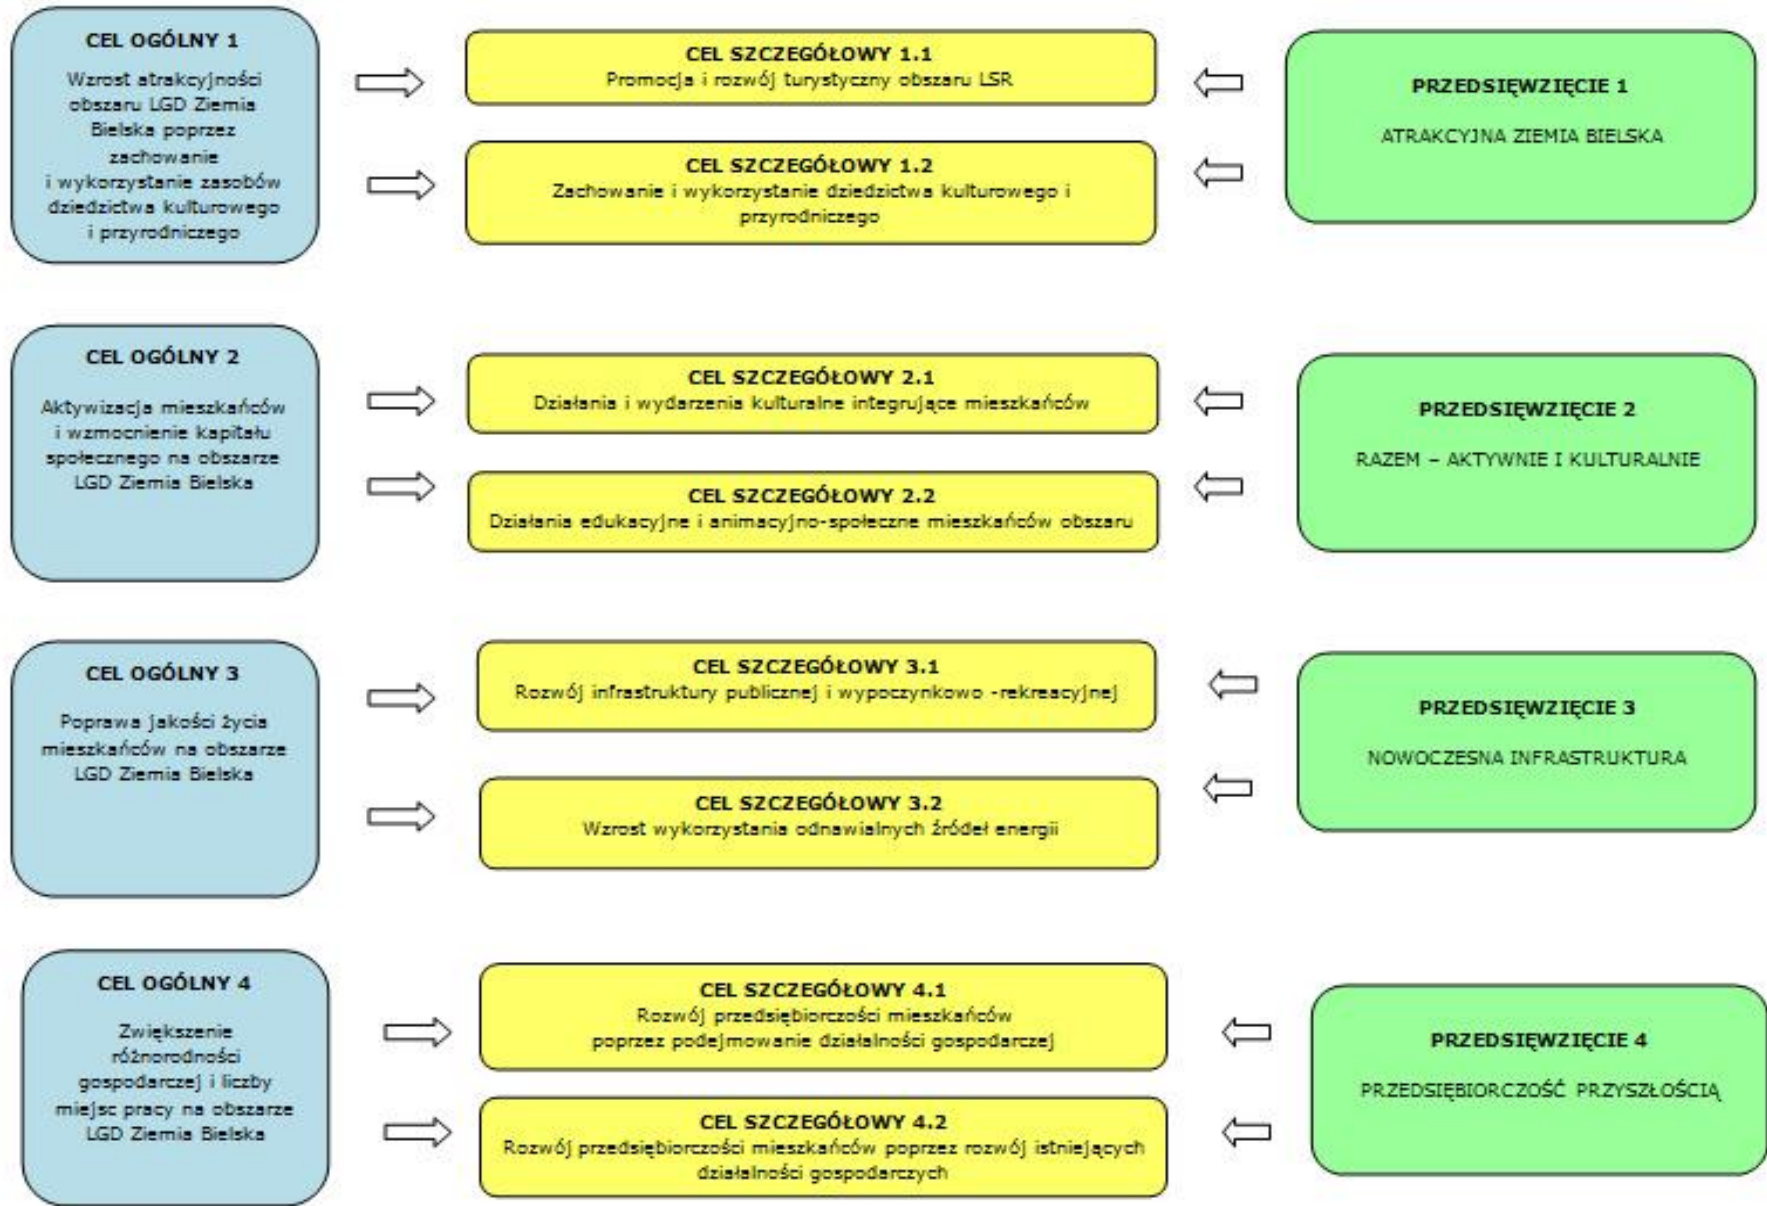 CEL OGÓLNY 1
Wzrost atrakcyjności
obszaru LGD Ziemia
Bielska poprzez
zachowanie
i wykorzystanie zasobów
dziedzictwa kulturowego
i przyrodniczego
CEL SZCZEGÓŁOWY 1.1
Promocja i rozwój turystyczny obszaru LSR
CEL SZCZEGÓŁOWY 1.2
Zachowanie i wykorzystanie dziedzictwa kulturowego i
przyrodniczego
PRZEDSIĘWZIĘCIE 1
ATRAKCYJNA ZIEMIA BIELSKA
CEL OGÓLNY 2
Aktywizacja mieszkańców
i wzmocnienie kapitału
społecznego na obszarze
LGD Ziemia Bielska
CEL SZCZEGÓŁOWY 2.1
Działania i wydarzenia kulturalne integrujące mieszkańców
CEL SZCZEGÓŁOWY 2.2
Działania edukacyjne i animacyjno-społeczne mieszkańców obszaru
PRZEDSIĘWZIĘCIE 2
RAZEM – AKTYWNIE I KULTURALNIE
CEL OGÓLNY 3
Poprawa jakości życia
mieszkańców na obszarze
LGD Ziemia Bielska
CEL SZCZEGÓŁOWY 3.1
Rozwój infrastruktury publicznej i wypoczynkowo -rekreacyjnej
CEL SZCZEGÓŁOWY 3.2
Wzrost wykorzystania odnawialnych źródeł energii
PRZEDSIĘWZIĘCIE 3
NOWOCZESNA INFRASTRUKTURA
CEL OGÓLNY 4
Zwiększenie
różnorodności
gospodarczej i liczby
miejsc pracy na obszarze
LGD Ziemia Bielska
CEL SZCZEGÓŁOWY 4.1
Rozwój przedsiębiorczości mieszkańców
poprzez podejmowanie działalności gospodarczej
CEL SZCZEGÓŁOWY 4.2
Rozwój przedsiębiorczości mieszkańców poprzez rozwój istniejących
działalności gospodarczych
PRZEDSIĘWZIĘCIE 4
PRZEDSIĘBIORCZOŚĆ PRZYSZŁOŚCIĄ